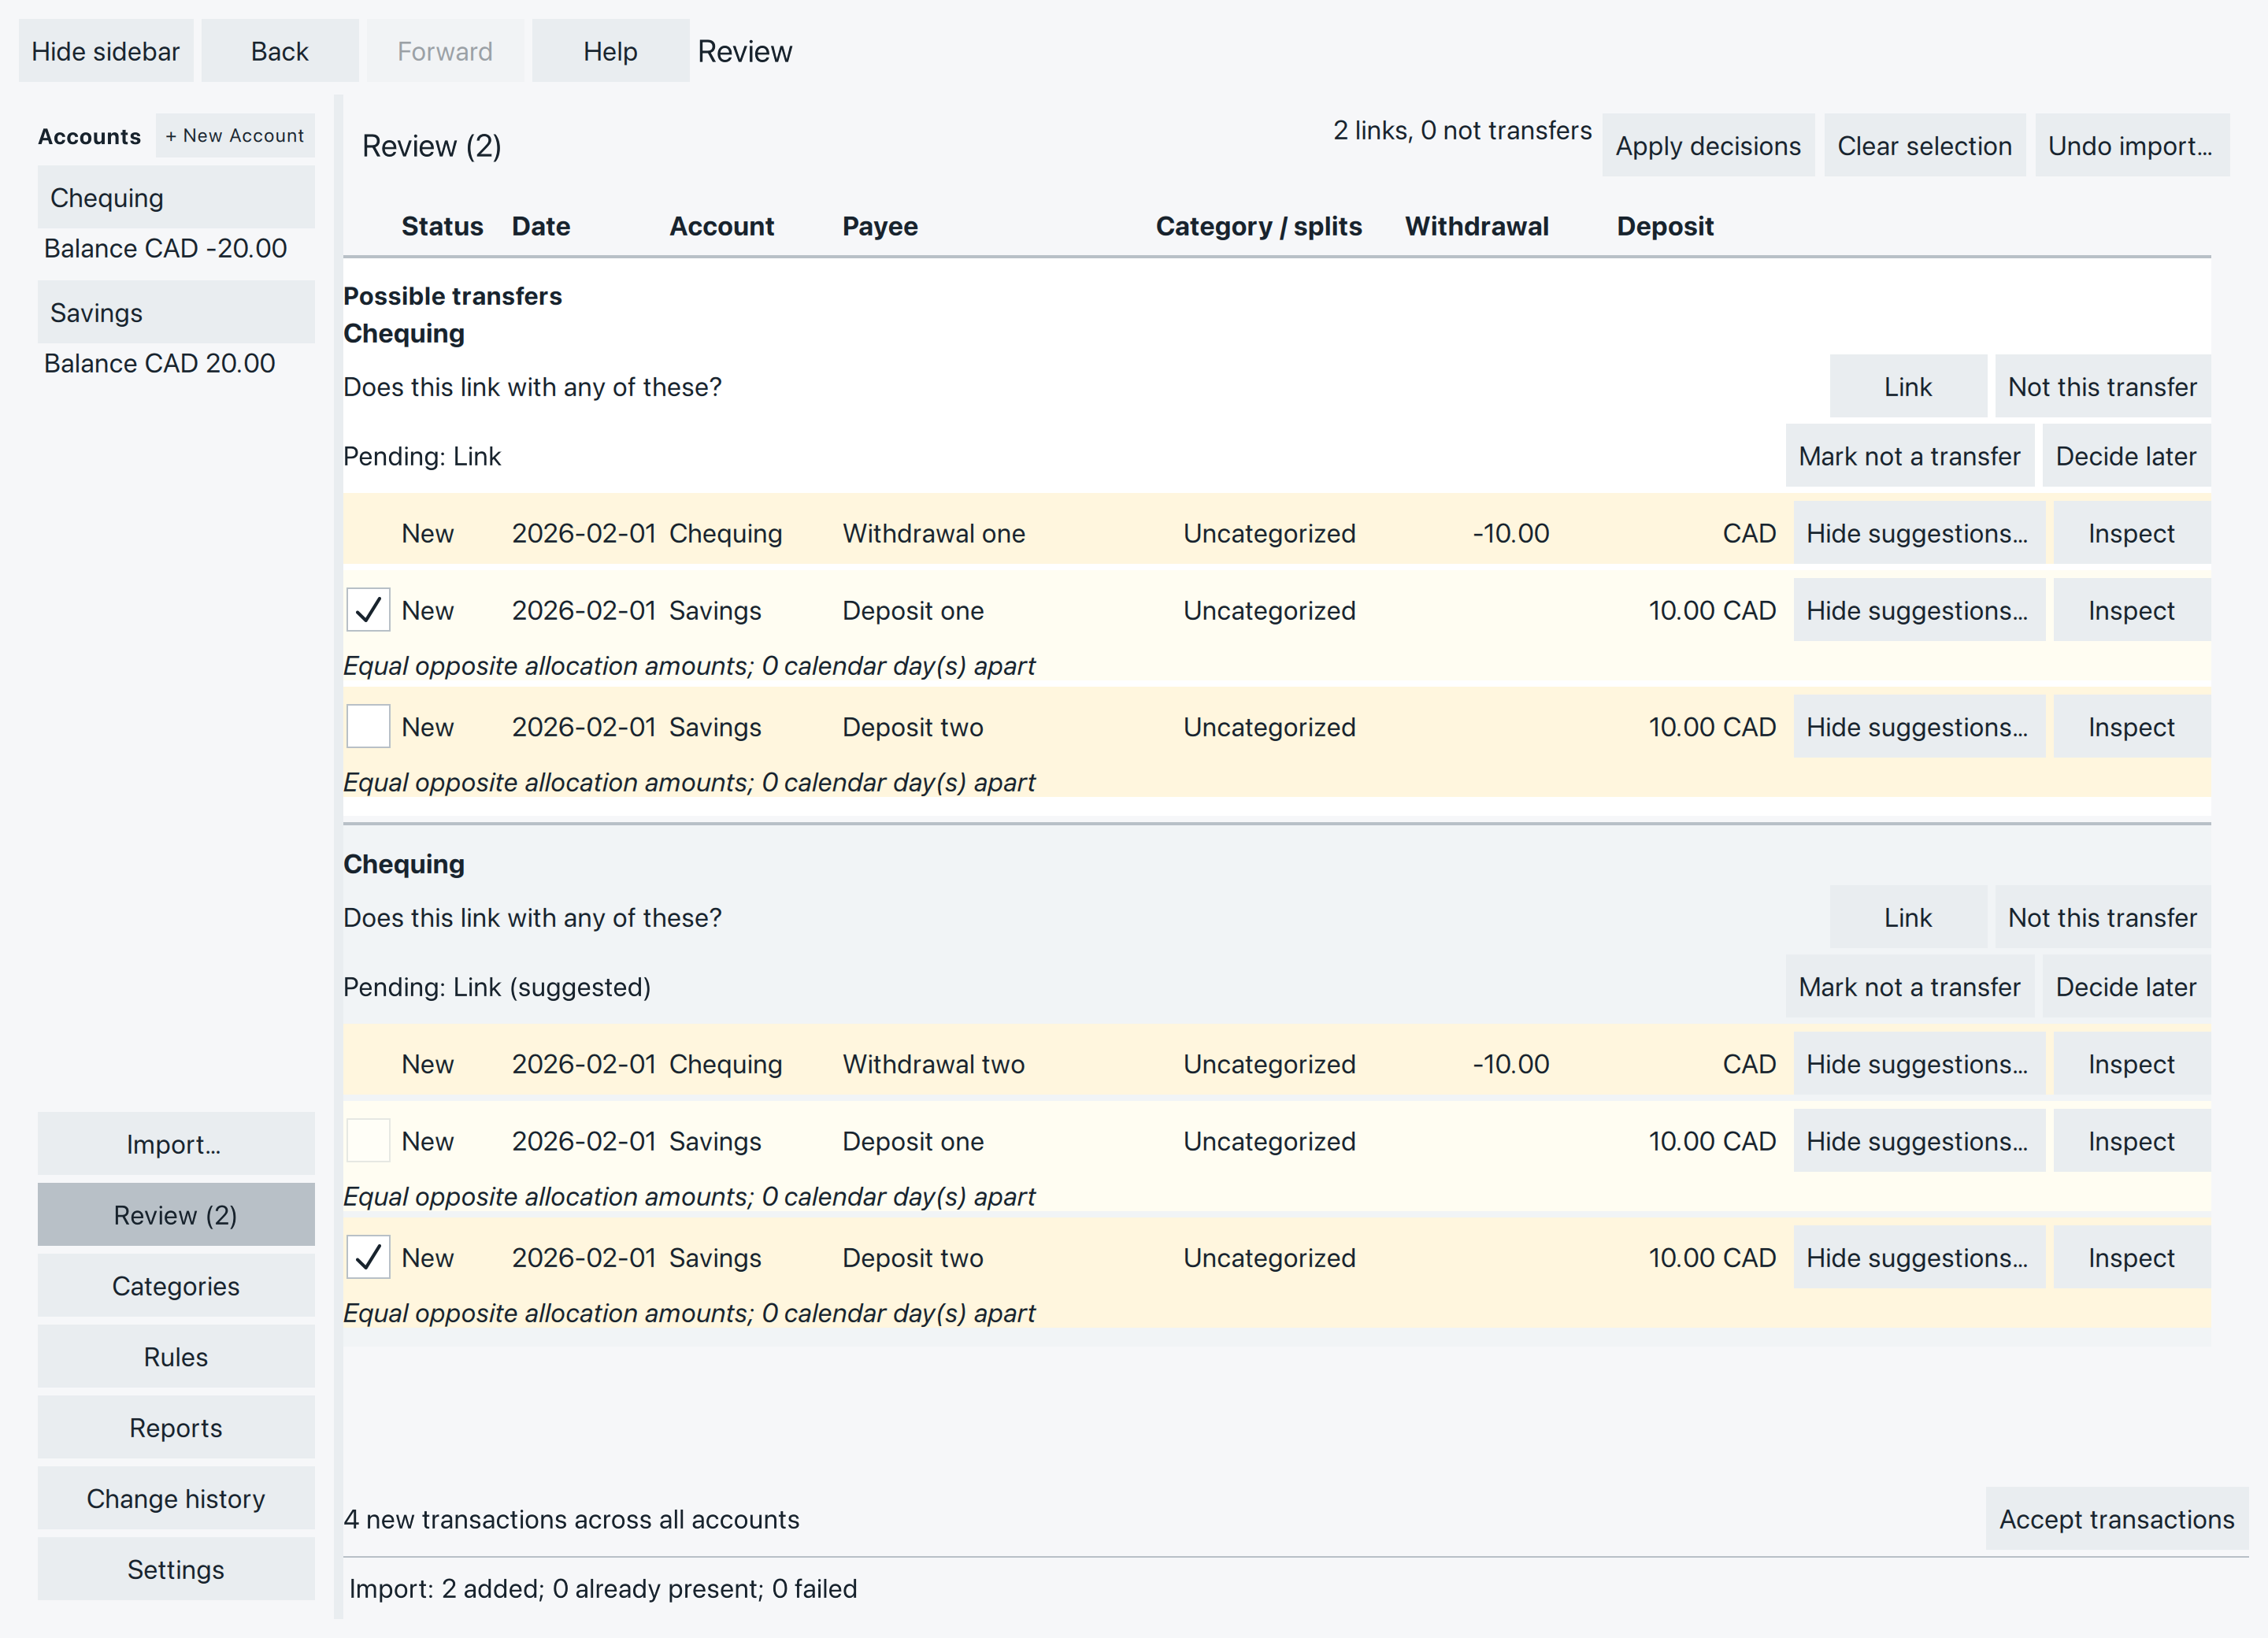 Hide sidebar Back Forward Help Review
Accounts + New Account
Chequing
Balance CAD -20.00
Savings
Balance CAD 20.00
Import...
Review (2)
Categories
Rules
Reports
Change history
Settings
Review (2) 2 links, 0 not transfers Apply decisions Clear selection Undo import...
Status Date Account Payee Category / splits Withdrawal Deposit
Possible transfers
Chequing
Does this link with any of these? Link Not this transfer
Pending: Link Mark not a transfer Decide later
New 2026-02-01 Chequing Withdrawal one Uncategorized -10.00 CAD Hide suggestions... Inspect
New 2026-02-01 Savings Deposit one Uncategorized 10.00 CAD Hide suggestions... Inspect
Equal opposite allocation amounts; 0 calendar day(s) apart
New 2026-02-01 Savings Deposit two Uncategorized 10.00 CAD Hide suggestions... Inspect
Equal opposite allocation amounts; 0 calendar day(s) apart
Chequing
Does this link with any of these? Link Not this transfer
Pending: Link (suggested) Mark not a transfer Decide later
New 2026-02-01 Chequing Withdrawal two Uncategorized -10.00 CAD Hide suggestions... Inspect
New 2026-02-01 Savings Deposit one Uncategorized 10.00 CAD Hide suggestions... Inspect
Equal opposite allocation amounts; 0 calendar day(s) apart
New 2026-02-01 Savings Deposit two Uncategorized 10.00 CAD Hide suggestions... Inspect
Equal opposite allocation amounts; 0 calendar day(s) apart
4 new transactions across all accounts Accept transactions
Import: 2 added; 0 already present; 0 failed